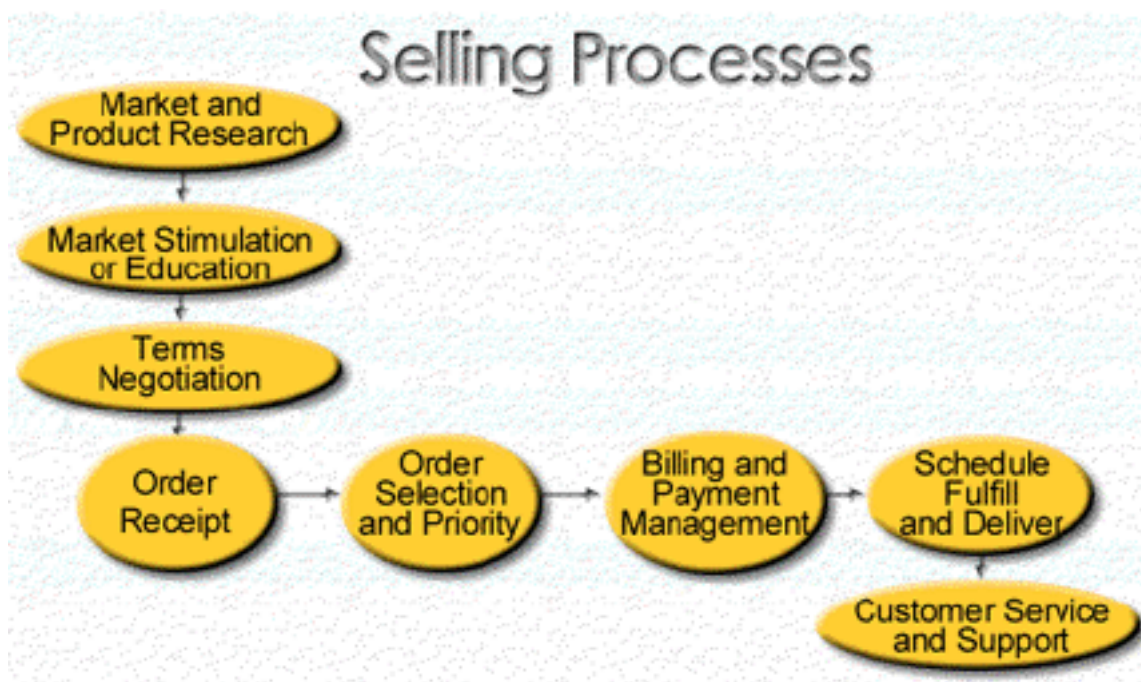 Selling Processes
Market and
Product Research
Market Stimulation
or Education
Terms
Negotiation
Order
Receipt
Order
Selection
and Priority
Billing and
Payment
Management
Schedule
Fulfill
and Deliver
Customer Service
and Support